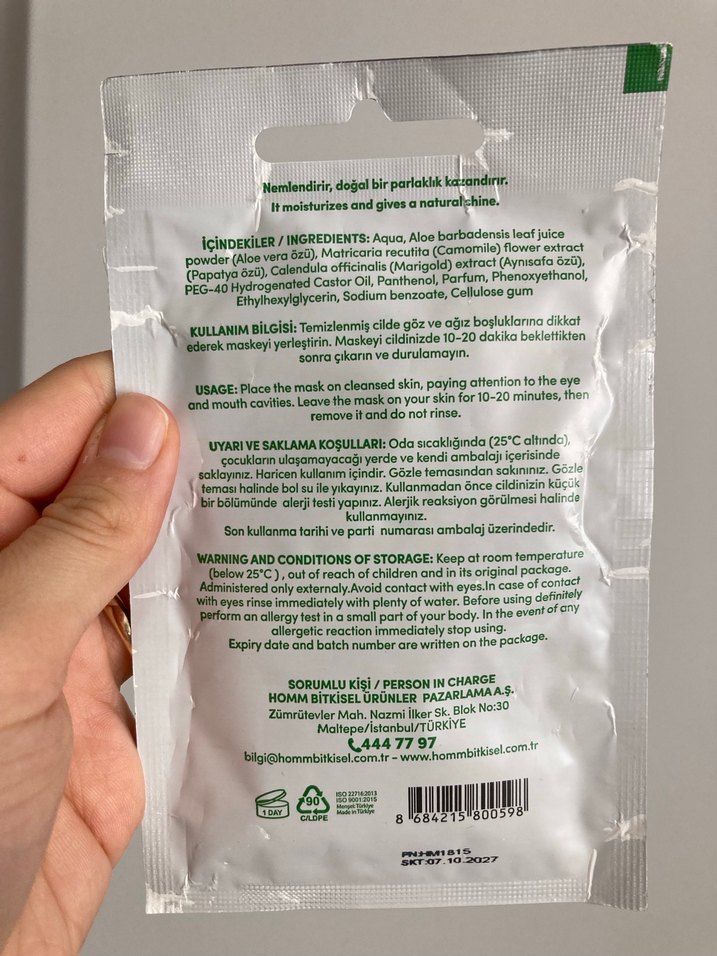 Nemlendirir, doğal bir parlaklık kazandırır.
It moisturizes and gives a natural shine.
İÇİNDEKİLER / INGREDIENTS: Aqua, Aloe barbadensis leaf juice
powder (Aloe vera özü), Matricaria recutita (Camomile) flower extract
(Papatya özü), Calendula officinalis (Marigold) extract (Aynısafa özü),
PEG-40 Hydrogenated Castor Oil, Panthenol, Parfum, Phenoxyethanol,
Ethylhexylglycerin, Sodium benzoate, Cellulose gum
KULLANIM BİLGİSİ: Temizlenmiş cilde göz ve ağız boşluklarına dikkat
ederek maskeyi yerleştirin. Maskeyi cildinizde 10-20 dakika beklettikten
sonra çıkarın ve durulamayın.
USAGE: Place the mask on cleansed skin, paying attention to the eye
and mouth cavities. Leave the mask on your skin for 10-20 minutes, then
remove it and do not rinse.
UYARI VE SAKLAMA KOŞULLARI: Oda sıcaklığında (25°C altında),
çocukların ulaşamayacağı yerde ve kendi ambalajı içerisinde
saklayınız. Haricen kullanım içindir. Gözle temasından sakınınız. Gözle
teması halinde bol su ile yıkayınız. Kullanmadan önce cildinizin küçük
bir bölümünde alerji testi yapınız. Alerjik reaksiyon görülmesi halinde
kullanmayınız.
Son kullanma tarihi ve parti numarası ambalaj üzerindedir.
WARNING AND CONDITIONS OF STORAGE: Keep at room temperature
(below 25°C ) , out of reach of children and in its original package.
Administered only externaly.Avoid contact with eyes.In case of contact
with eyes rinse immediately with plenty of water. Before using definitely
perform an allergy test in a small part of your body. In the event of any
allergetic reaction immediately stop using.
Expiry date and batch number are written on the package.
SORUMLU KİŞİ / PERSON IN CHARGE
HOMM BİTKİSEL ÜRÜNLER PAZARLAMA A.Ş.
Zümrütevler Mah. Nazmi İlker Sk. Blok No:30
Maltepe/İstanbul/TÜRKİYE
444 77 97
bilgi@hommbitkisel.com.tr - www.hommbitkisel.com.tr
1 DAY
90
C/LDPE
ISO 22716:2013
ISO 9001:2015
Menşei: Türkiye
Made in Türkiye
8 684215 800598
PN:HM1815
SKT:07.10.2027